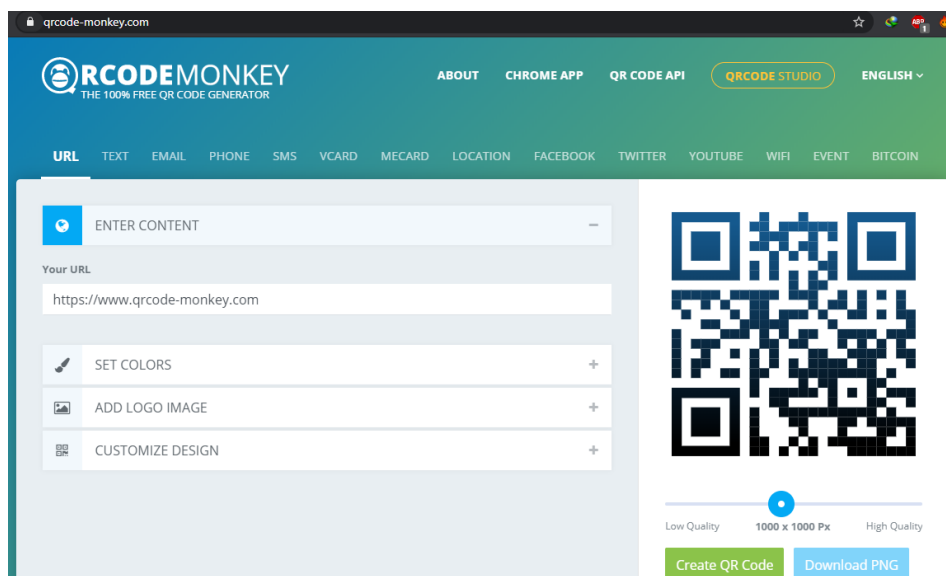 qrcode-monkey.com
ABP
1
RCODEMONKEY
THE 100% FREE QR CODE GENERATOR
ABOUT CHROME APP QR CODE API QRCODE STUDIO ENGLISH
URL TEXT EMAIL PHONE SMS VCARD MECARD LOCATION FACEBOOK TWITTER YOUTUBE WIFI EVENT BITCOIN
ENTER CONTENT
Your URL
https://www.qrcode-monkey.com
SET COLORS
ADD LOGO IMAGE
CUSTOMIZE DESIGN
Low Quality 1000 x 1000 Px High Quality
Create QR Code Download PNG